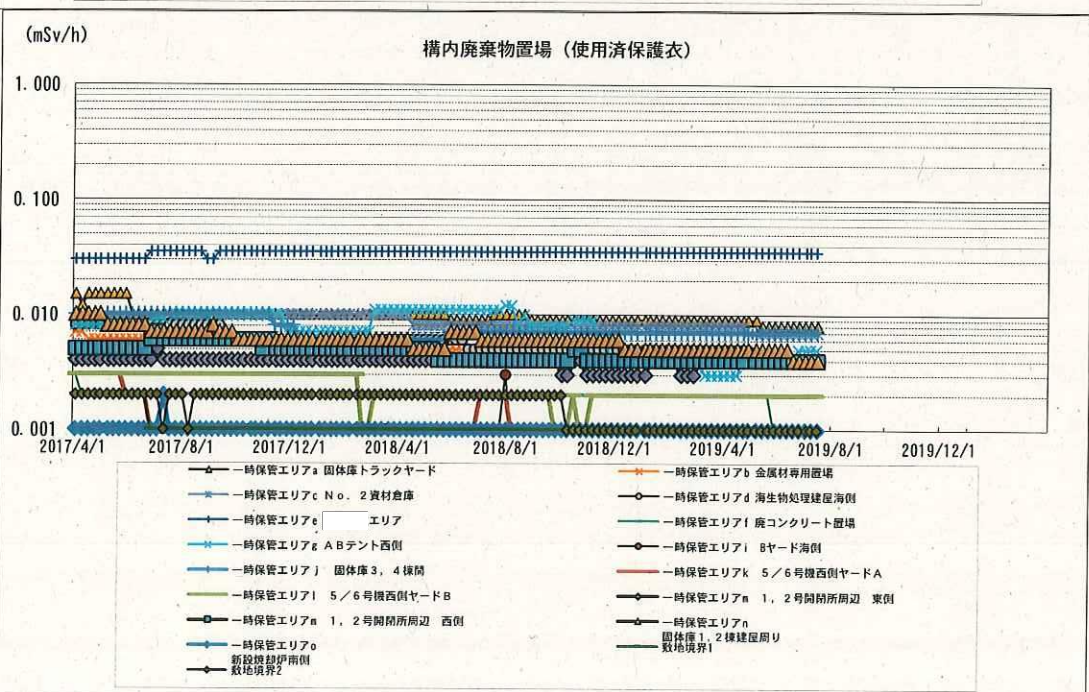 (mSv/h)
構内廃棄物置場（使用済保護衣）
1.000
0.100
0.010
0.001
2017/4/1 2017/8/1 2017/12/1 2018/4/1 2018/8/1 2018/12/1 2019/4/1 2019/8/1 2019/12/1
一時保管エリアa 固体庫トラックヤード
一時保管エリアb 金属材専用置場
一時保管エリアc No．2資材倉庫
一時保管エリアd 海生物処理建屋海側
一時保管エリアe エリア
一時保管エリアf 廃コンクリート置場
一時保管エリアg ABテント西側
一時保管エリアi Bヤード海側
一時保管エリアj 固体庫3，4棟間
一時保管エリアk 5／6号機西側ヤードA
一時保管エリアl 5／6号機西側ヤードB
一時保管エリアm 1，2号開閉所周辺 東側
一時保管エリアm 1，2号開閉所周辺 西側
一時保管エリアn
固体庫1，2棟建屋周り
一時保管エリアo
敷地境界1
新設焼却炉南側
敷地境界2